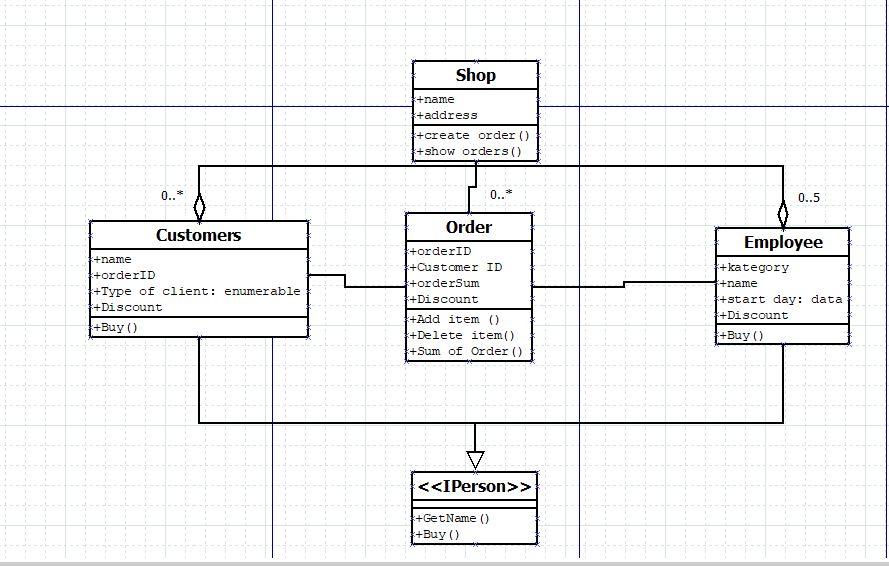 Shop
+name
+address
+create order()
+show orders()
0..*
0..*
0..5
Customers
+name
+orderID
+Type of client: enumerable
+Discount
+Buy()
Order
+orderID
+Customer ID
+orderSum
+Discount
+Add item ()
+Delete item()
+Sum of Order()
Employee
+kategory
+name
+start day: data
+Discount
+Buy()
<<IPerson>>
+GetName()
+Buy()